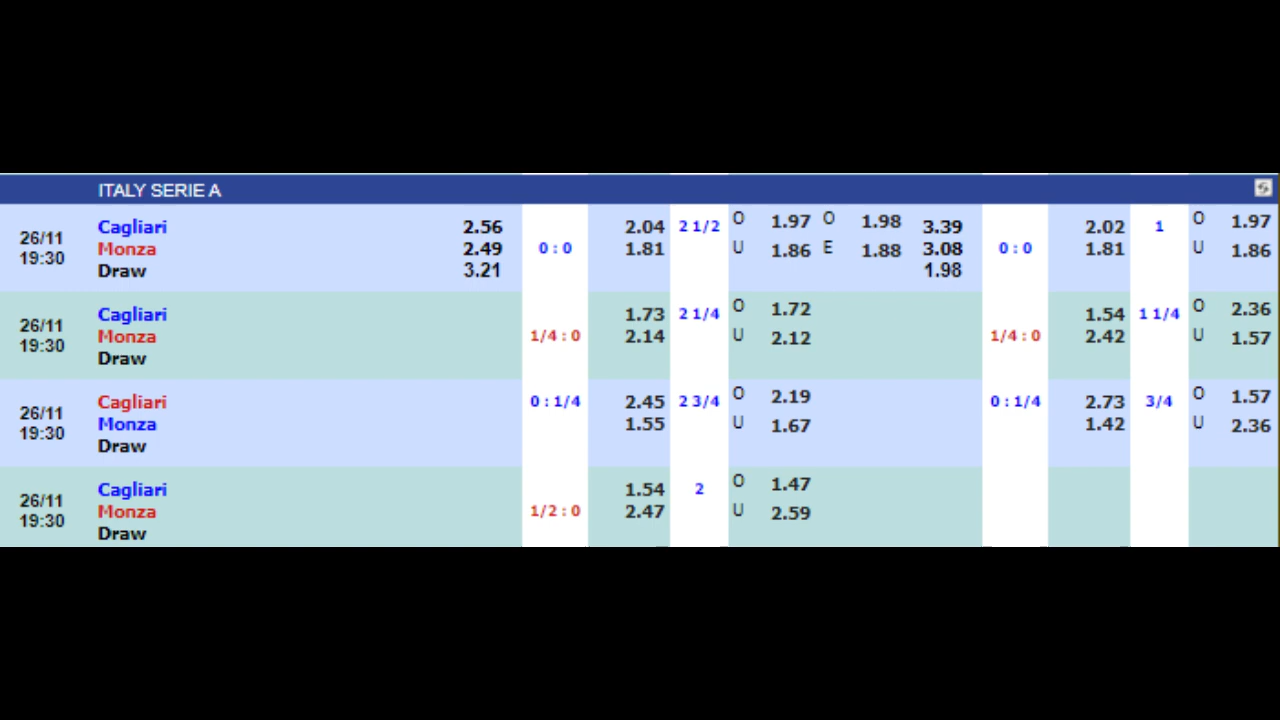 ITALY SERIE A
26/11 19:30
Cagliari 2.56 2.04 2 1/2 O 1.97 O 1.98 3.39 2.02 1 O 1.97
Monza 2.49 0 : 0 1.81 U 1.86 E 1.88 3.08 0 : 0 1.81 U 1.86
Draw 3.21 1.98
26/11 19:30
Cagliari 1.73 2 1/4 O 1.72 1.54 1 1/4 O 2.36
Monza 1/4 : 0 2.14 U 2.12 1/4 : 0 2.42 U 1.57
Draw
26/11 19:30
Cagliari 0 : 1/4 2.45 2 3/4 O 2.19 0 : 1/4 2.73 3/4 O 1.57
Monza 1.55 U 1.67 1.42 U 2.36
Draw
26/11 19:30
Cagliari 1.54 2 O 1.47
Monza 1/2 : 0 2.47 U 2.59
Draw